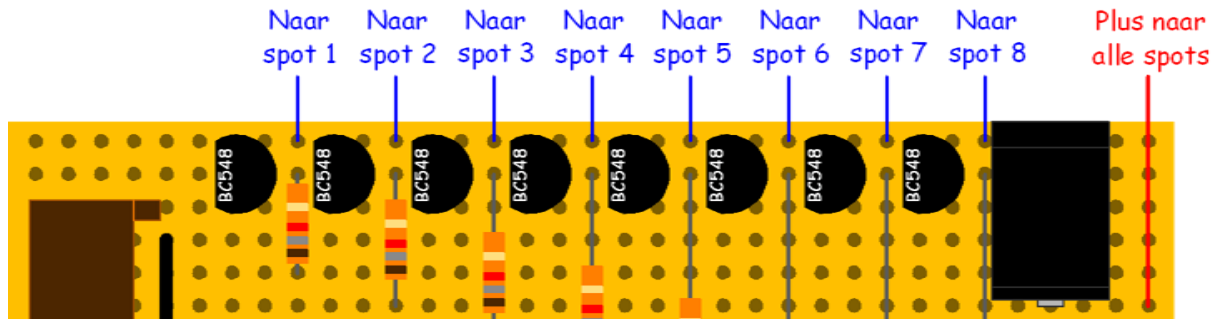 Naar Naar Naar Naar Naar Naar Naar Naar Plus naar
spot 1 spot 2 spot 3 spot 4 spot 5 spot 6 spot 7 spot 8 alle spots
BC548 BC548 BC548 BC548 BC548 BC548 BC548 BC548